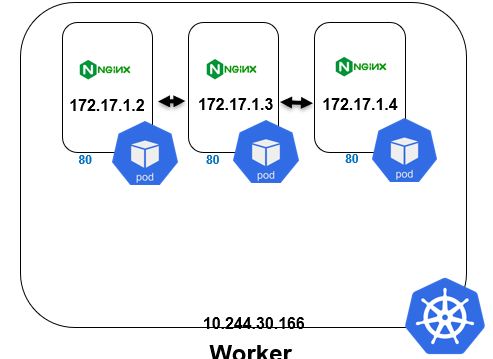 NGINX NGINX NGINX
172.17.1.2 172.17.1.3 172.17.1.4
80 80 80
pod pod pod
10.244.30.166
Worker